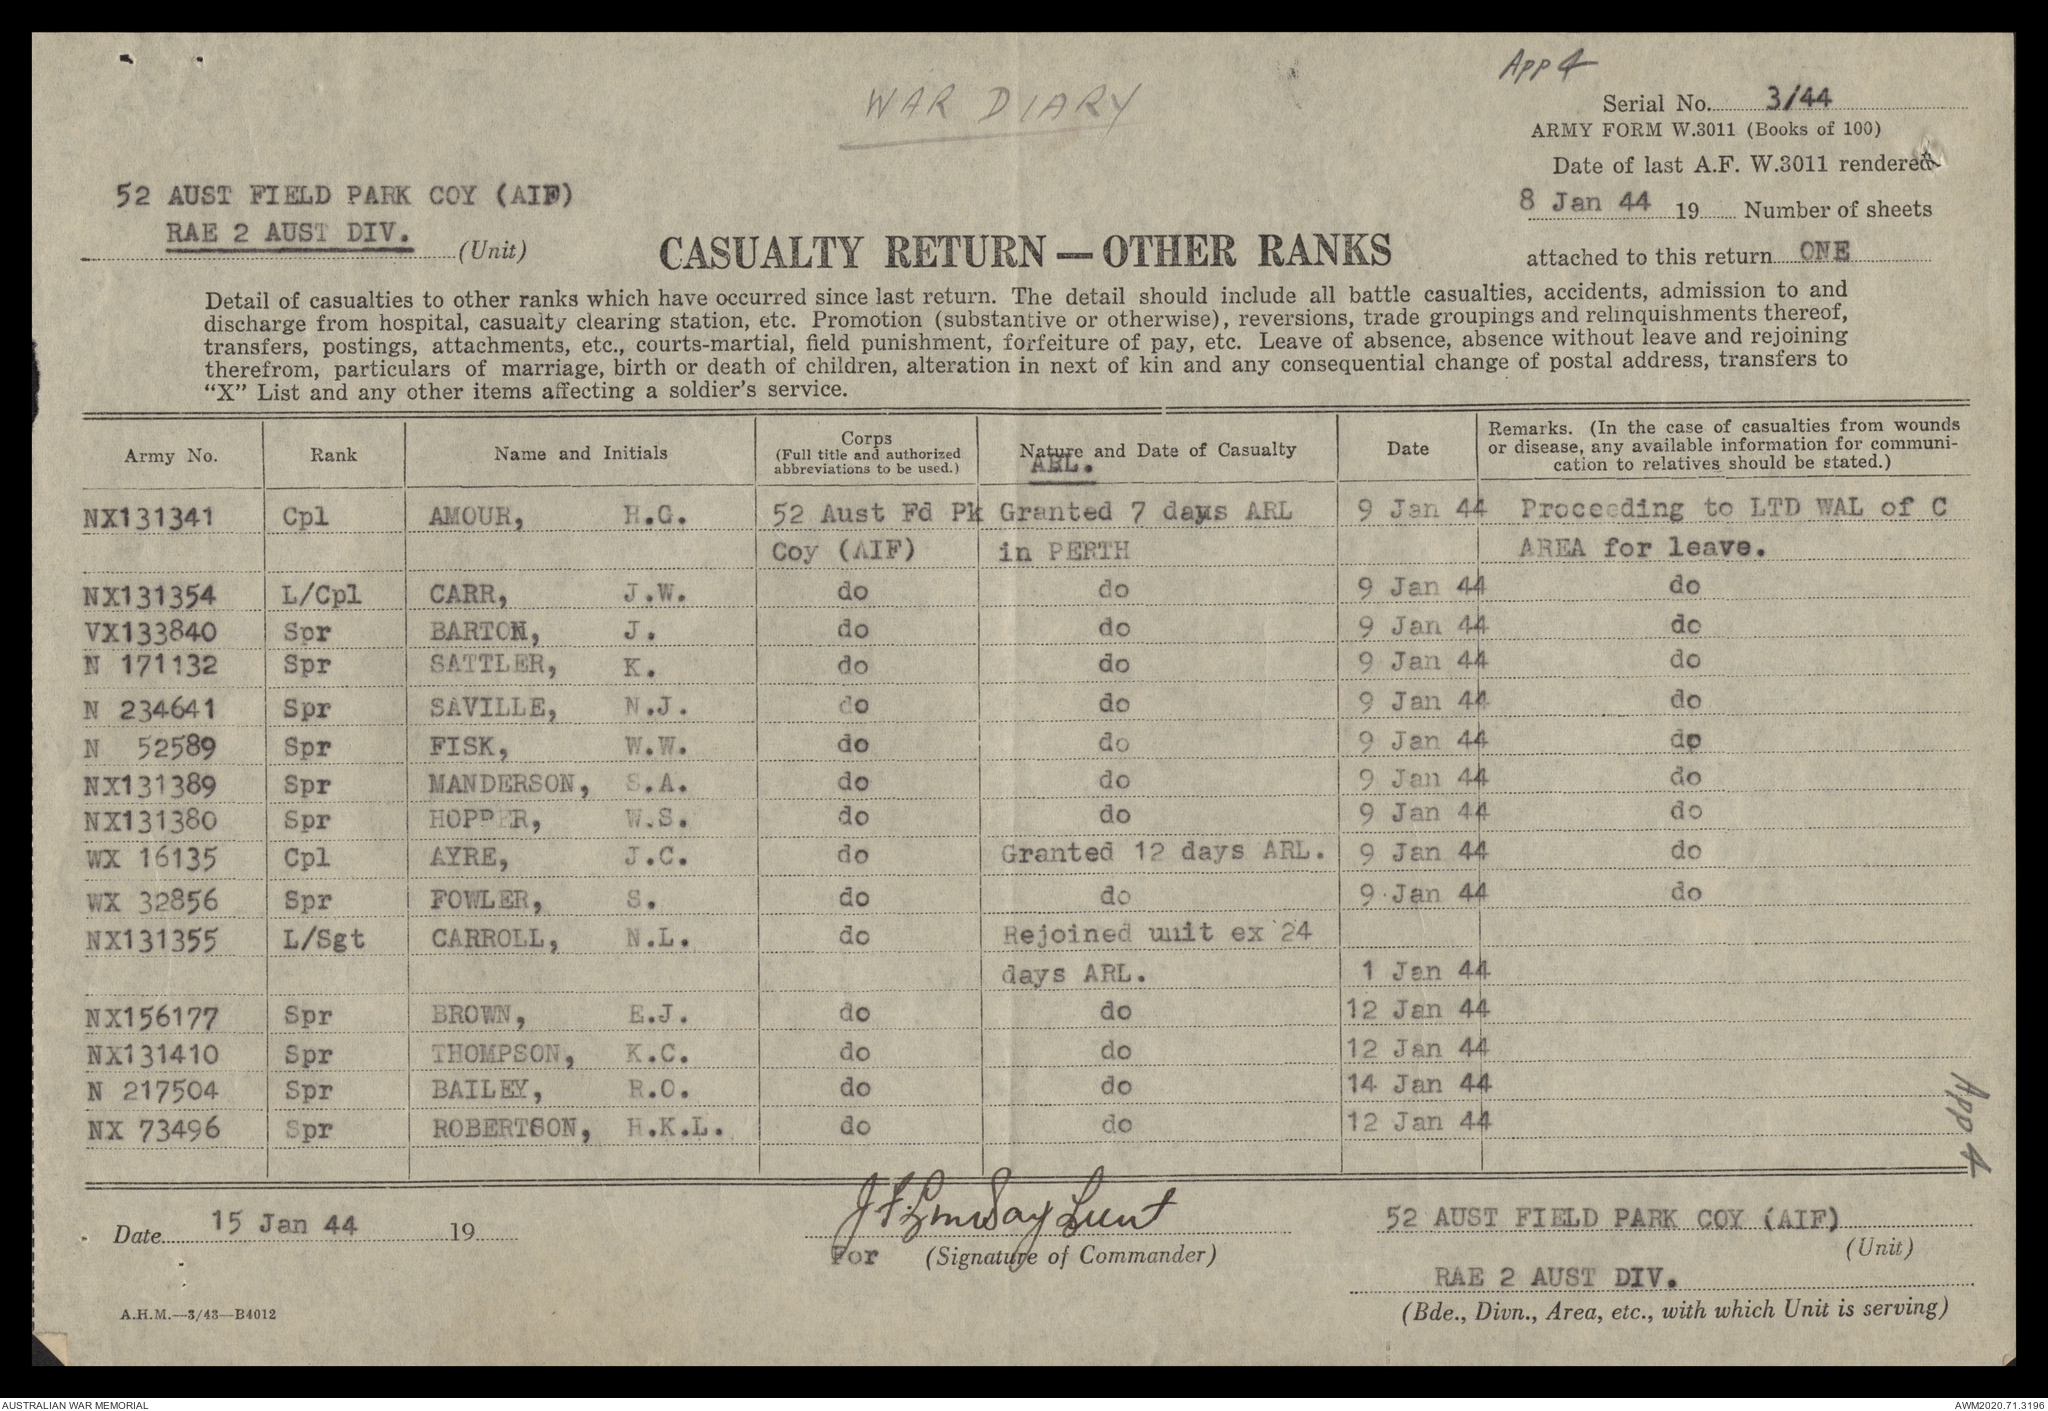 App 4
WAR DIARY
Serial No. 3/44
ARMY FORM W.3011 (Books of 100)
Date of last A.F. W.3011 rendered
8 Jan 44 19 Number of sheets
attached to this return ONE
52 AUST FIELD PARK COY (AIF)
RAE 2 AUST DIV. (Unit)
CASUALTY RETURN — OTHER RANKS
Detail of casualties to other ranks which have occurred since last return. The detail should include all battle casualties, accidents, admission to and
discharge from hospital, casualty clearing station, etc. Promotion (substantive or otherwise), reversions, trade groupings and relinquishments thereof,
transfers, postings, attachments, etc., courts-martial, field punishment, forfeiture of pay, etc. Leave of absence, absence without leave and rejoining
therefrom, particulars of marriage, birth or death of children, alteration in next of kin and any consequential change of postal address, transfers to
"X" List and any other items affecting a soldier's service.
Army No. Rank Name and Initials Corps (Full title and authorized abbreviations to be used.) Nature and Date of Casualty Date Remarks. (In the case of casualties from wounds or disease, any available information for communi-cation to relatives should be stated.)
ARL.
NX131341 Cpl AMOUR, H.G. 52 Aust Fd Pk Granted 7 days ARL 9 Jan 44 Proceeding to LTD WAL of C
Coy (AIF) in PERTH AREA for leave.
NX131354 L/Cpl CARR, J.W. do do 9 Jan 44 do
VX133840 Spr BARTON, J. do do 9 Jan 44 do
N 171132 Spr SATTLER, K. do do 9 Jan 44 do
N 234641 Spr SAVILLE, N.J. do do 9 Jan 44 do
N 52589 Spr FISK, W.W. do do 9 Jan 44 do
NX131389 Spr MANDERSON, S.A. do do 9 Jan 44 do
NX131380 Spr HOPPER, W.S. do do 9 Jan 44 do
WX 16135 Cpl AYRE, J.C. do Granted 12 days ARL. 9 Jan 44 do
WX 32856 Spr FOWLER, S. do do 9 Jan 44 do
NX131355 L/Sgt CARROLL, N.L. do Rejoined unit ex 24
days ARL. 1 Jan 44
NX156177 Spr BROWN, E.J. do do 12 Jan 44
NX131410 Spr THOMPSON, K.C. do do 12 Jan 44
N 217504 Spr BAILEY, R.O. do do 14 Jan 44
NX 73496 Spr ROBERTSON, H.K.L. do do 12 Jan 44
App 4
Date 15 Jan 44 19
J F Lindsay Lunt
For (Signature of Commander)
52 AUST FIELD PARK COY (AIF)
(Unit)
RAE 2 AUST DIV.
(Bde., Divn., Area, etc., with which Unit is serving)
A.H.M.—3/43—B4012
AUSTRALIAN WAR MEMORIAL
AWM2020.71.3196